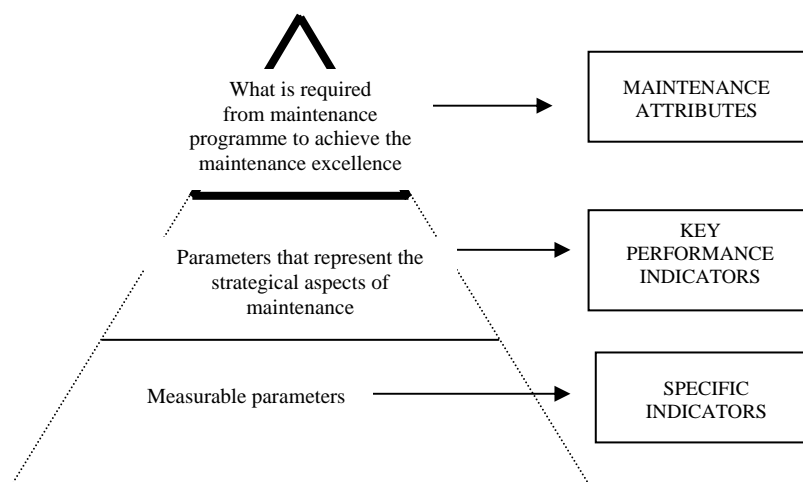 What is required
from maintenance
programme to achieve the
maintenance excellence
MAINTENANCE
ATTRIBUTES
Parameters that represent the
strategical aspects of
maintenance
KEY
PERFORMANCE
INDICATORS
Measurable parameters
SPECIFIC
INDICATORS